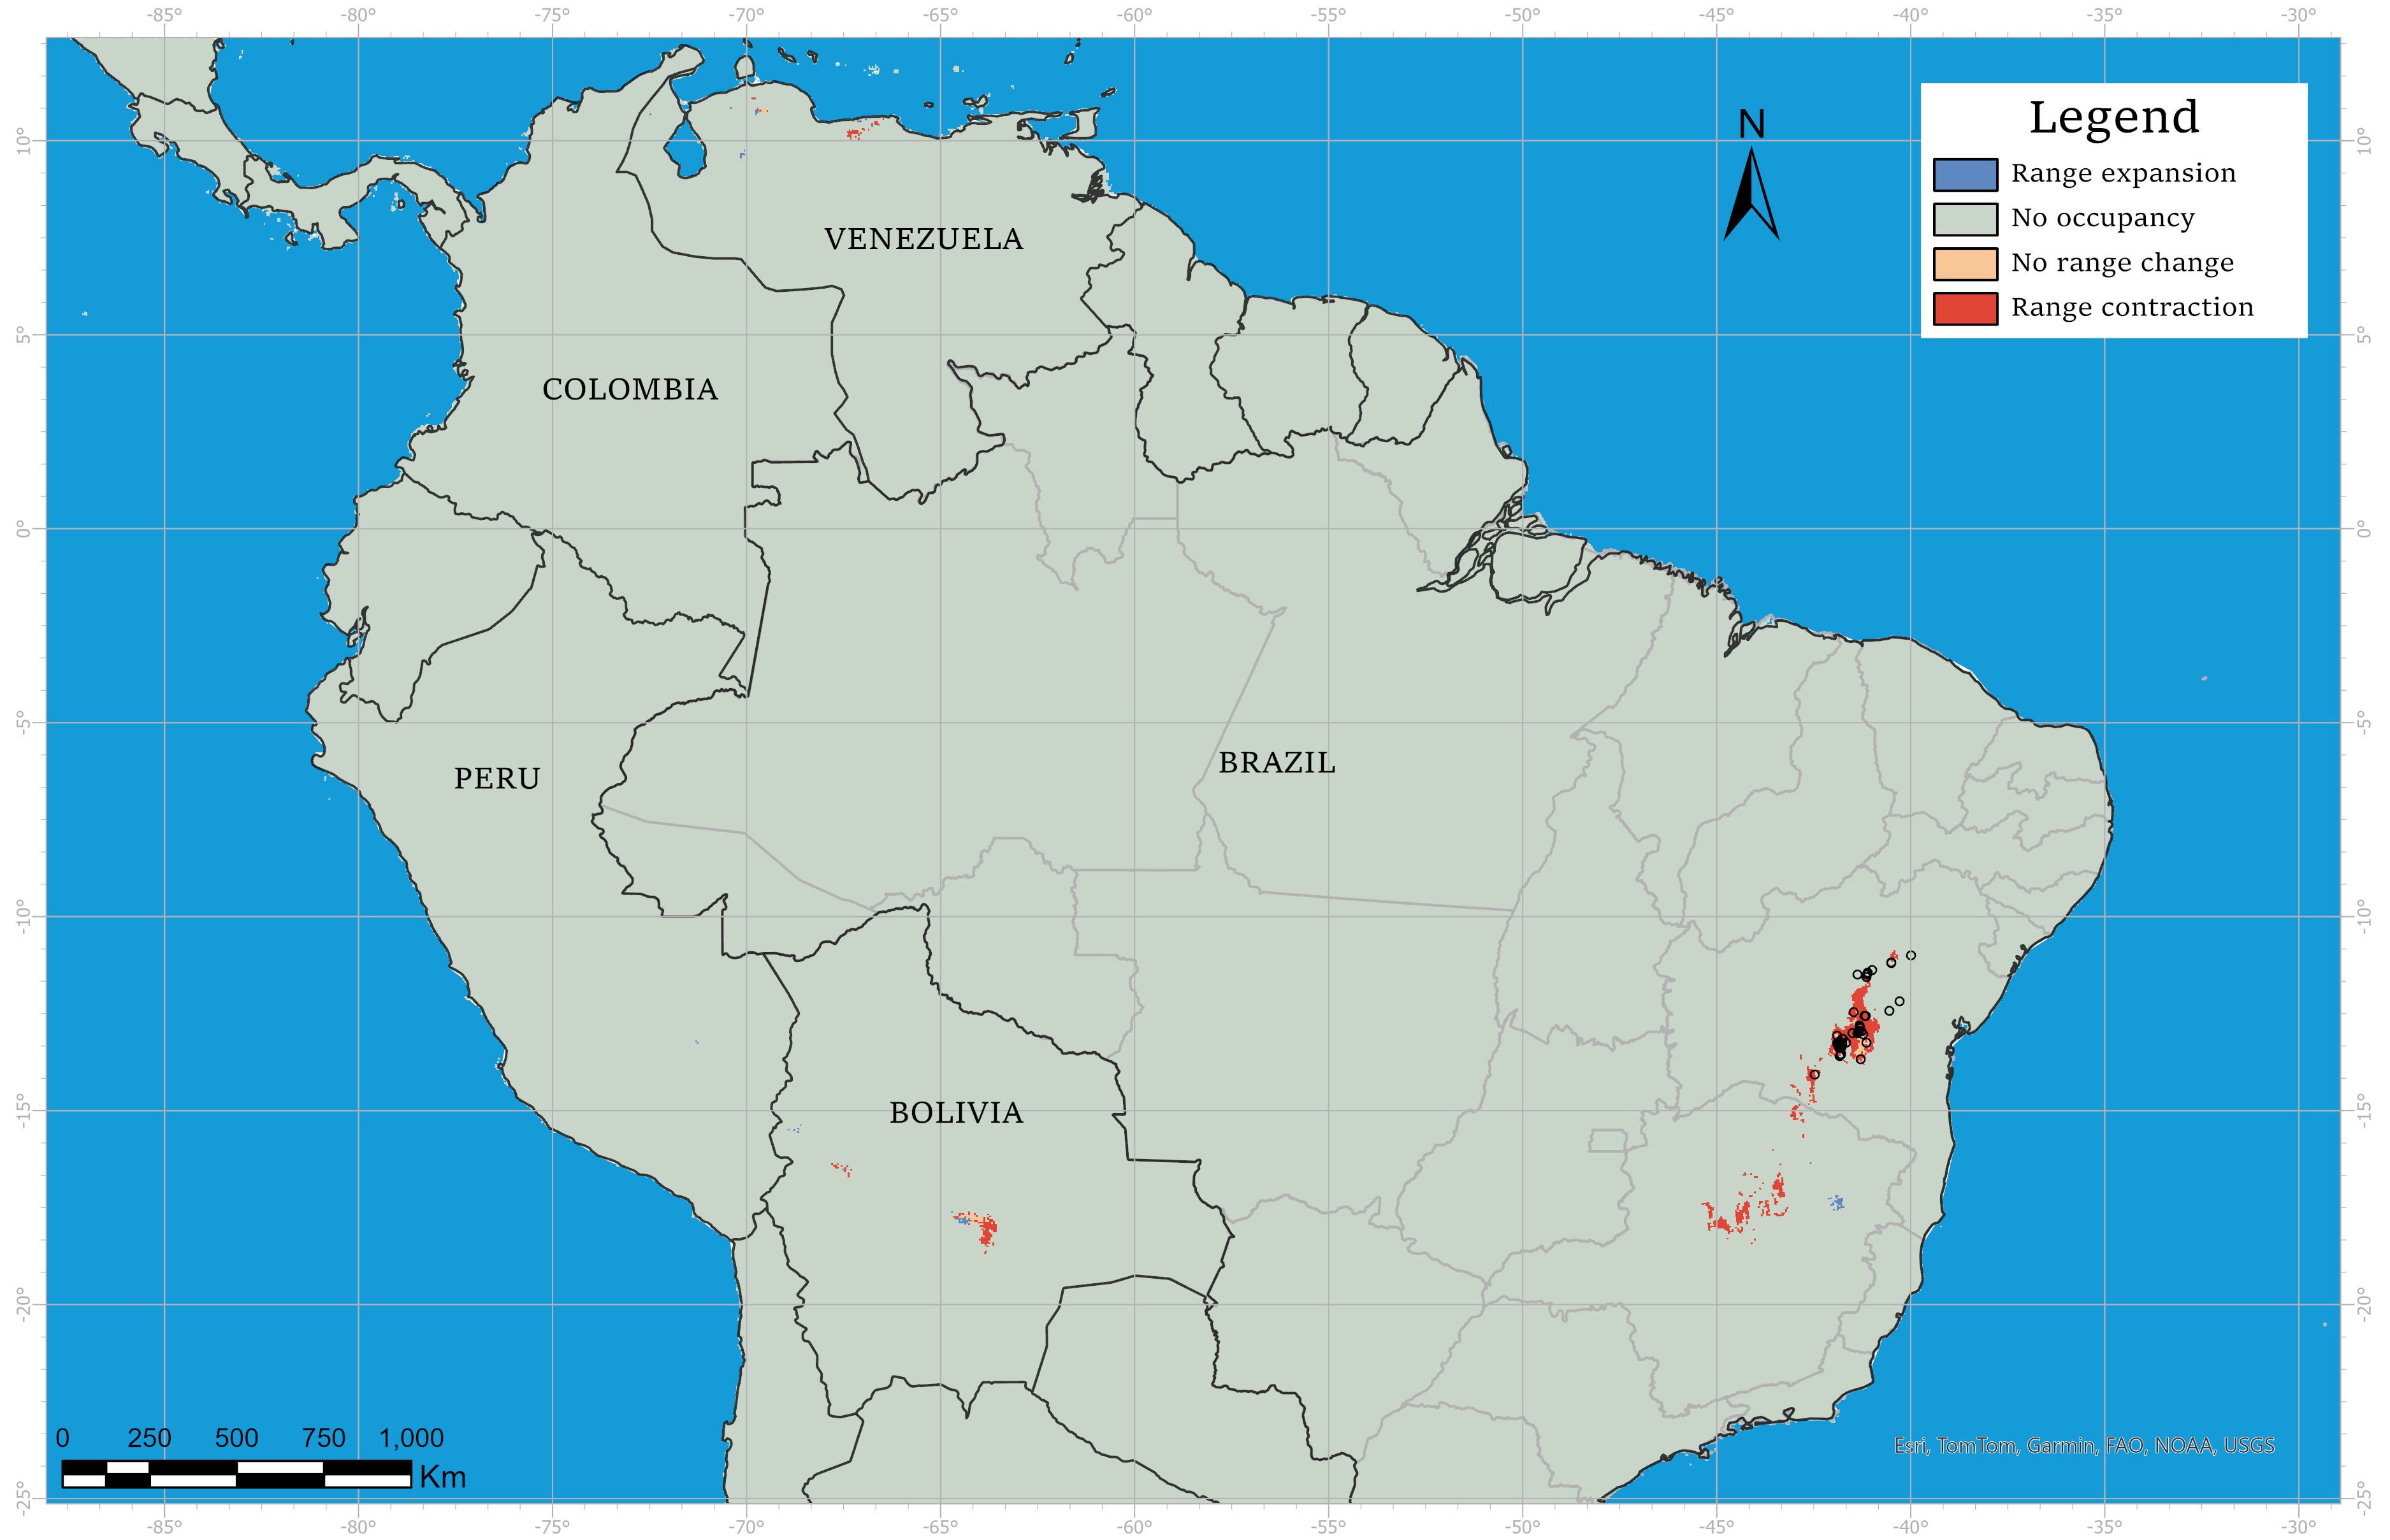 -85° -80° -75° -70° -65° -60° -55° -50° -45° -40° -35° -30°
Legend
Range expansion
No occupancy
No range change
Range contraction
N
10° 10°
VENEZUELA
5° 5°
COLOMBIA
0° 0°
-5° -5°
BRAZIL
PERU
-10° -10°
BOLIVIA
-15° -15°
-20° -20°
0 250 500 750 1,000
Km
Esri, TomTom, Garmin, FAO, NOAA, USGS
-25° -25°
-85° -80° -75° -70° -65° -60° -55° -50° -45° -40° -35° -30°